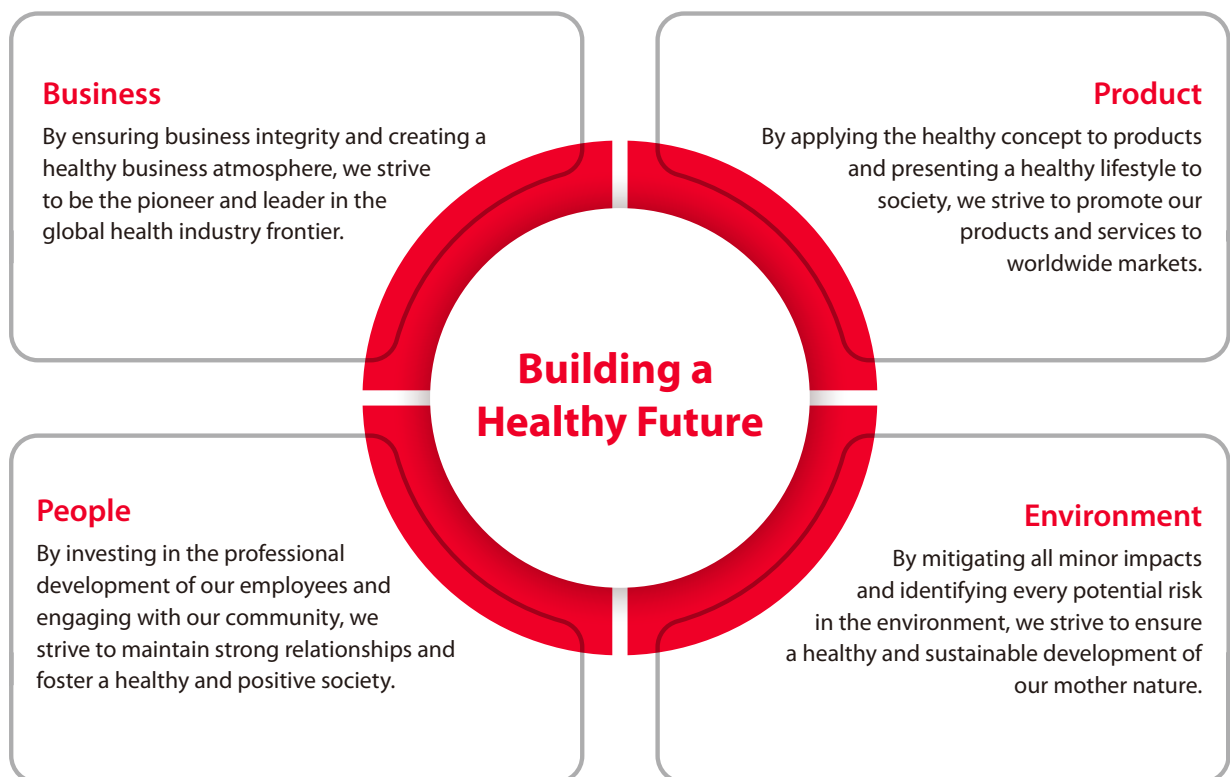 Business
By ensuring business integrity and creating a
healthy business atmosphere, we strive
to be the pioneer and leader in the
global health industry frontier.
Product
By applying the healthy concept to products
and presenting a healthy lifestyle to
society, we strive to promote our
products and services to
worldwide markets.
Building a
Healthy Future
People
By investing in the professional
development of our employees and
engaging with our community, we
strive to maintain strong relationships and
foster a healthy and positive society.
Environment
By mitigating all minor impacts
and identifying every potential risk
in the environment, we strive to ensure
a healthy and sustainable development of
our mother nature.